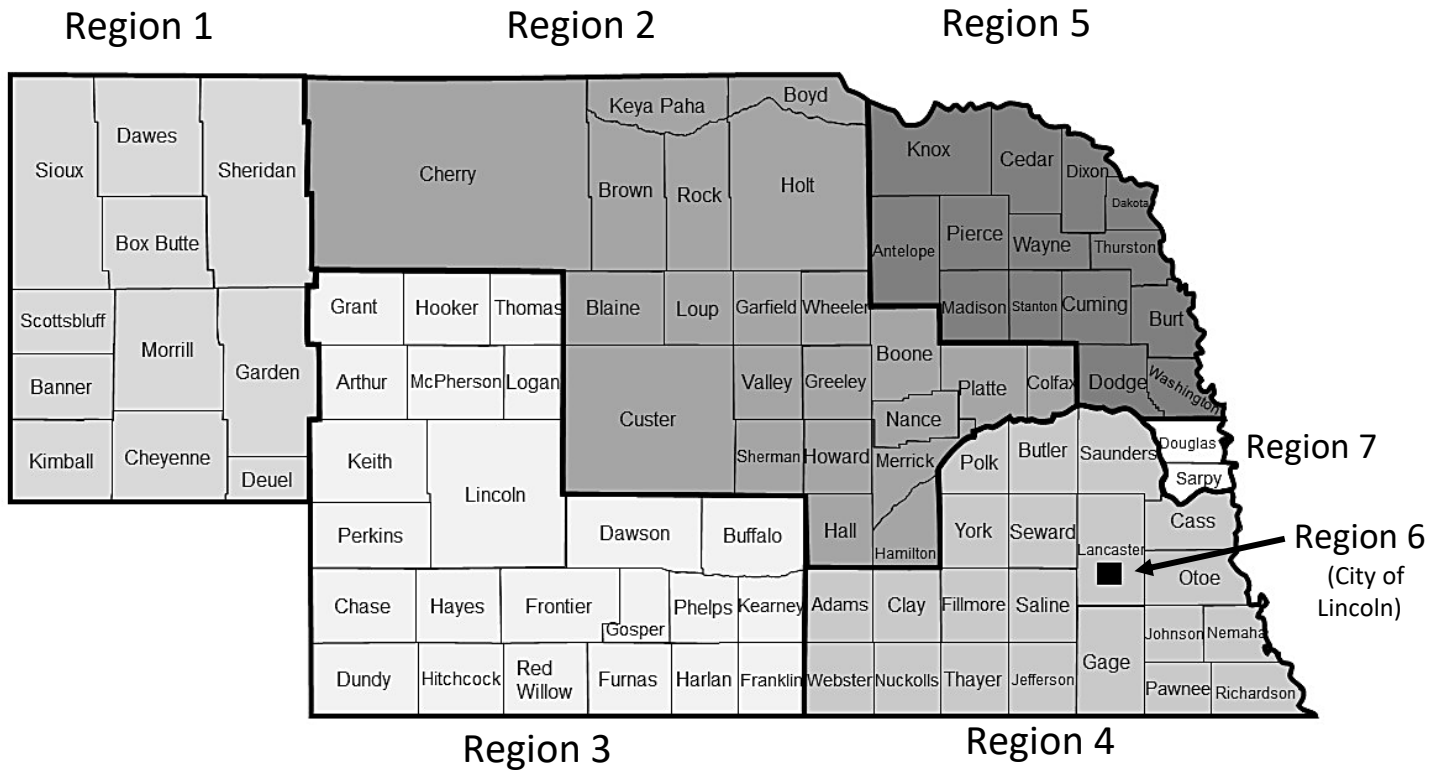 Region 1
Region 2
Region 5
Keya Paha
Boyd
Dawes
Knox
Cedar
Sioux
Sheridan
Cherry
Dixon
Holt
Brown
Rock
Dakota
Box Butte
Pierce
Wayne
Antelope
Thurston
Grant
Hooker
Thomas
Blaine
Loup
Garfield
Wheeler
Madison
Stanton
Cuming
Scottsbluff
Burt
Morrill
Boone
Garden
Banner
Arthur
McPherson
Logan
Valley
Greeley
Platte
Colfax
Dodge
Washington
Custer
Nance
Kimball
Cheyenne
Keith
Sherman
Howard
Merrick
Polk
Butler
Saunders
Douglas
Region 7
Deuel
Lincoln
Sarpy
Perkins
Dawson
Buffalo
Hall
Hamilton
York
Seward
Cass
Lancaster
Region 6
(City of
Lincoln)
Otoe
Chase
Hayes
Frontier
Gosper
Phelps
Kearney
Adams
Clay
Fillmore
Saline
Johnson
Nemaha
Gage
Dundy
Hitchcock
Red
Willow
Furnas
Harlan
Franklin
Webster
Nuckolls
Thayer
Jefferson
Pawnee
Richardson
Region 3
Region 4